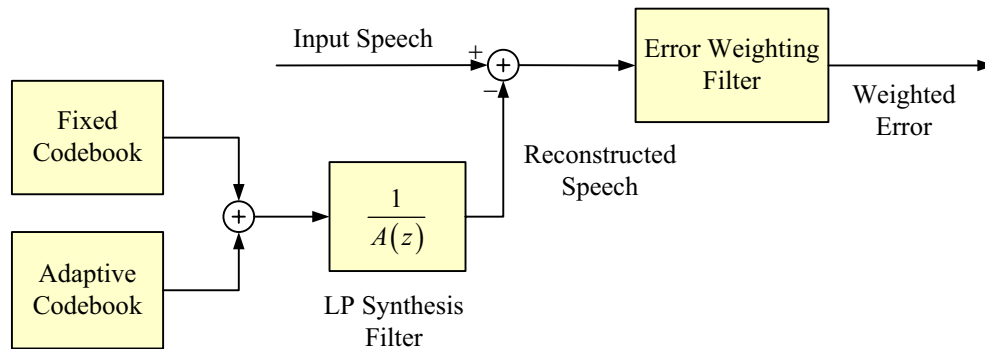 Input Speech
+
+
−
Error Weighting
Filter
Weighted
Error
Fixed
Codebook
Reconstructed
Speech
+
1
A(z)
Adaptive
Codebook
LP Synthesis
Filter